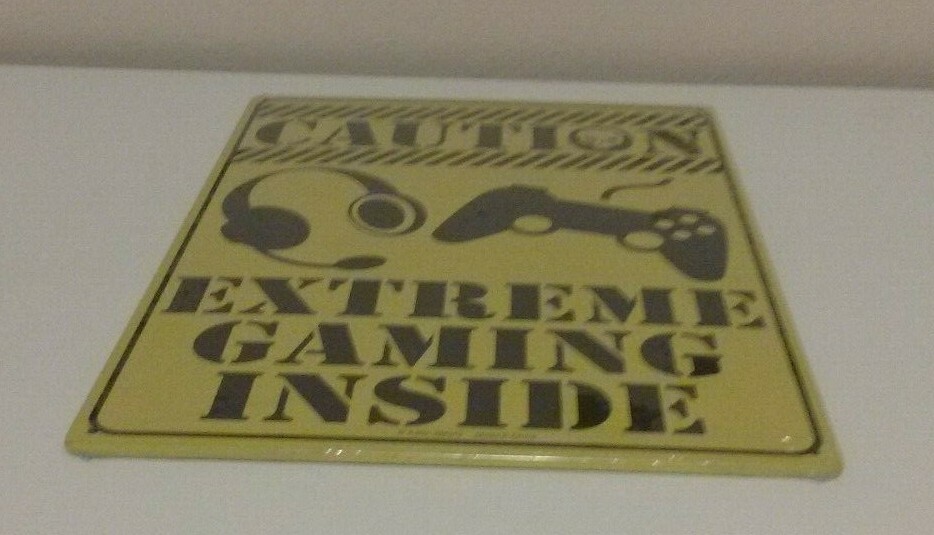 CAUTION
EXTREME
GAMING
INSIDE